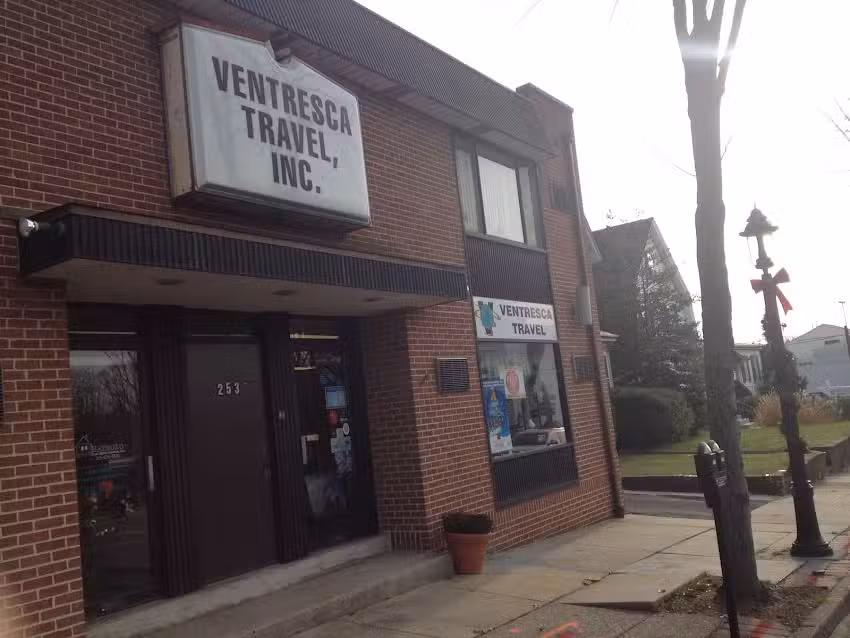 VENTRESCA
TRAVEL,
INC.
VENTRESCA
TRAVEL
253